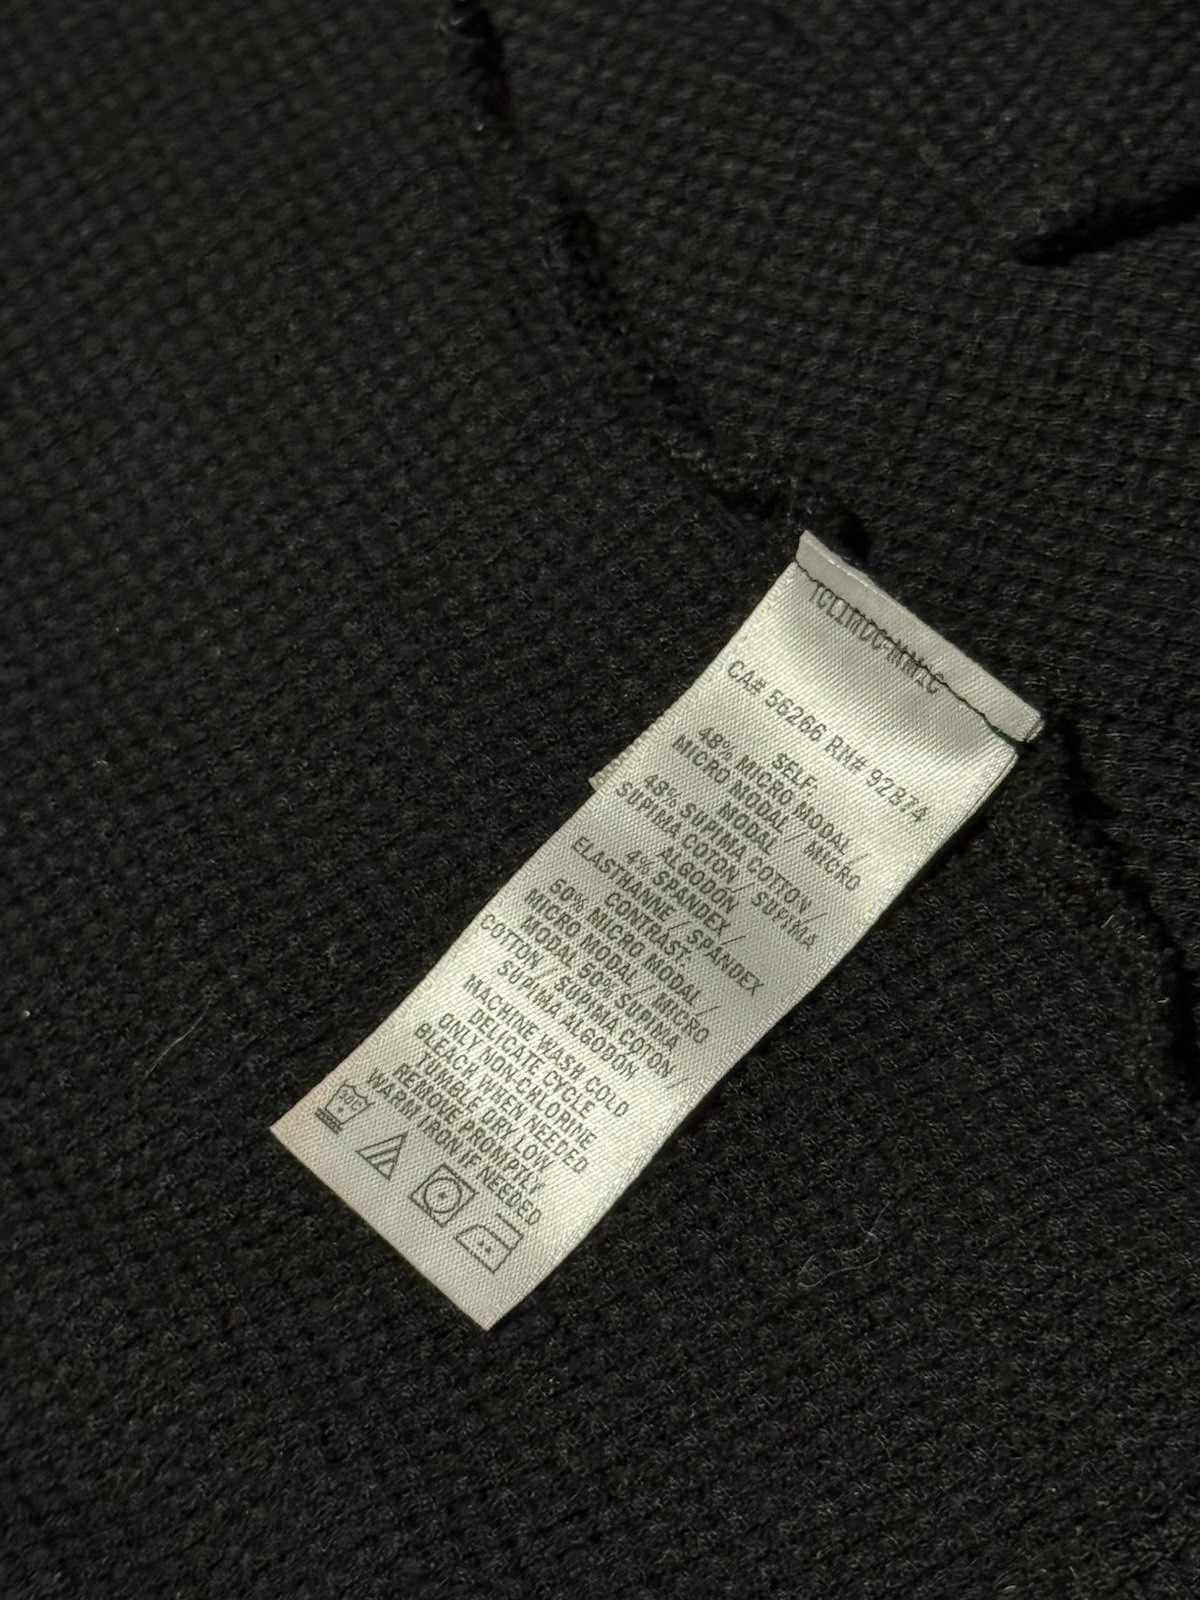 CA# 56266 RN# 92874
SELF:
48% MICRO MODAL/
MICRO MODAL/ MICRO
MODAL
48% SUPIMA COTTON/
SUPIMA COTON/ SUPIMA
ALGODÓN
4% SPANDEX/
ELASTHANNE/ SPANDEX
CONTRAST:
50% MICRO MODAL/
MICRO MODAL/ MICRO
MODAL 50% SUPIMA
COTTON/ SUPIMA COTON/
SUPIMA ALGODÓN
MACHINE WASH COLD
DELICATE CYCLE
ONLY NON-CHLORINE
BLEACH WHEN NEEDED
TUMBLE DRY LOW
REMOVE PROMPTLY
WARM IRON IF NEEDED
30C